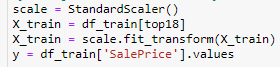 scale = StandardScaler()
X_train = df_train[top18]
X_train = scale.fit_transform(X_train)
y = df_train['SalePrice'].values